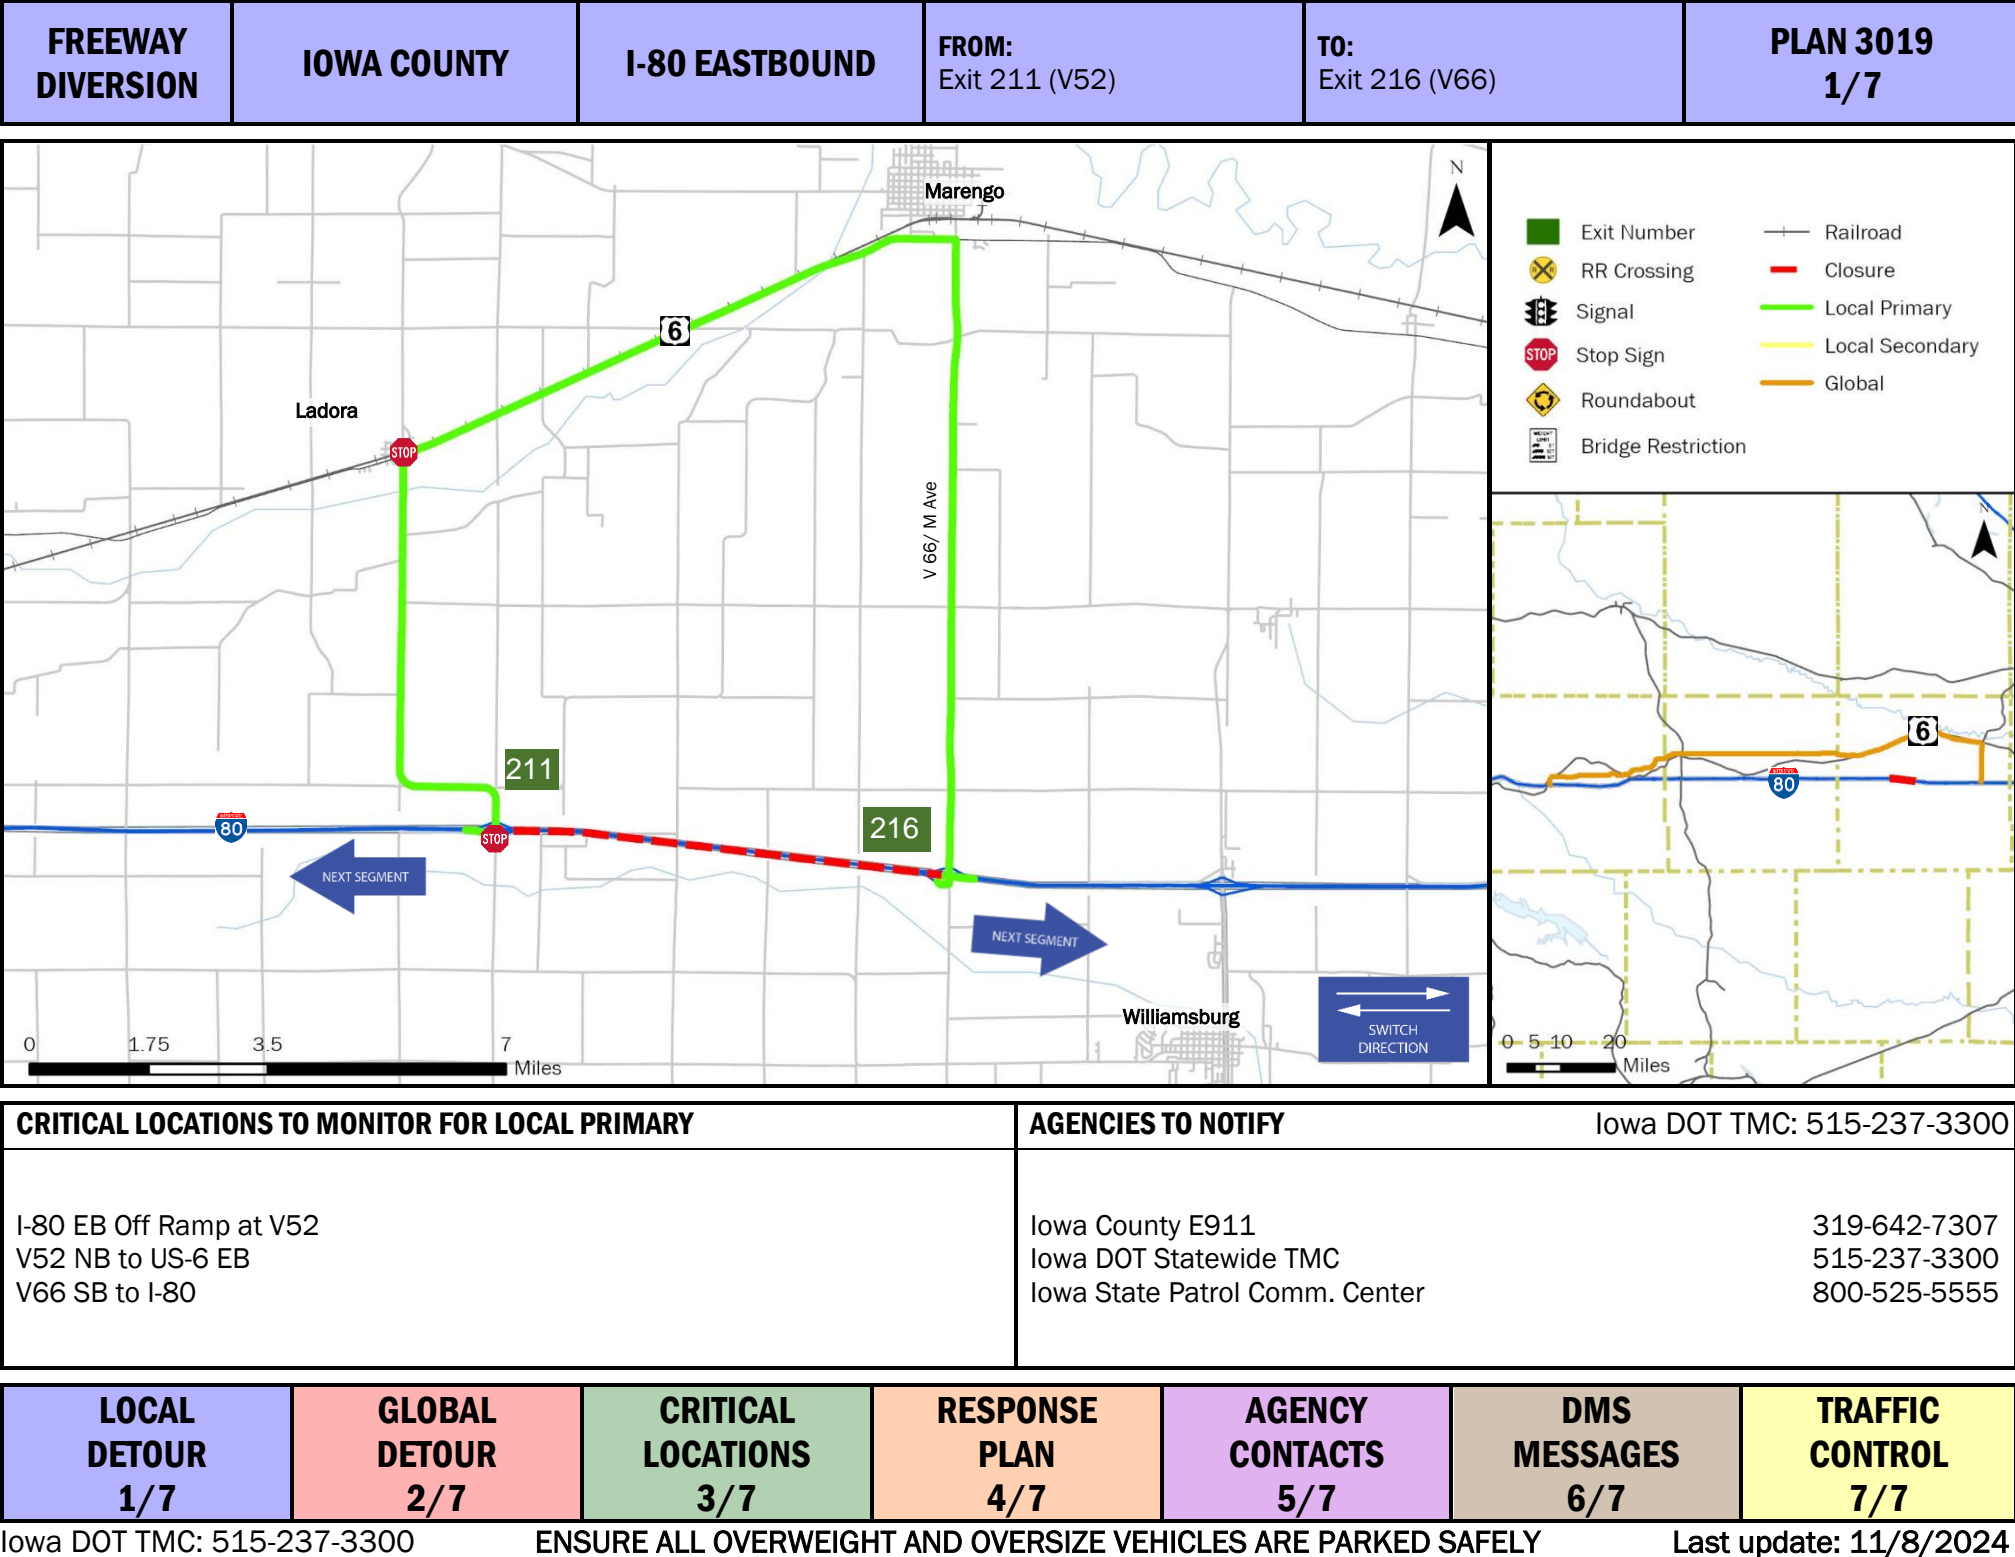 FREEWAY
DIVERSION
IOWA COUNTY
I-80 EASTBOUND
FROM:
Exit 211 (V52)
TO:
Exit 216 (V66)
PLAN 3019
1/7
Marengo
N
6
Ladora
STOP
V 66/ M Ave
211
216
80
STOP
NEXT SEGMENT
NEXT SEGMENT
Williamsburg
SWITCH
DIRECTION
0 1.75 3.5 7
Miles
Exit Number
RR Crossing
Signal
STOP Stop Sign
Roundabout
Bridge Restriction
Railroad
Closure
Local Primary
Local Secondary
Global
N
6
80
0 5 10 20
Miles
CRITICAL LOCATIONS TO MONITOR FOR LOCAL PRIMARY
I-80 EB Off Ramp at V52
V52 NB to US-6 EB
V66 SB to I-80
AGENCIES TO NOTIFY Iowa DOT TMC: 515-237-3300
Iowa County E911 319-642-7307
Iowa DOT Statewide TMC 515-237-3300
Iowa State Patrol Comm. Center 800-525-5555
LOCAL
DETOUR
1/7
GLOBAL
DETOUR
2/7
CRITICAL
LOCATIONS
3/7
RESPONSE
PLAN
4/7
AGENCY
CONTACTS
5/7
DMS
MESSAGES
6/7
TRAFFIC
CONTROL
7/7
Iowa DOT TMC: 515-237-3300 ENSURE ALL OVERWEIGHT AND OVERSIZE VEHICLES ARE PARKED SAFELY Last update: 11/8/2024